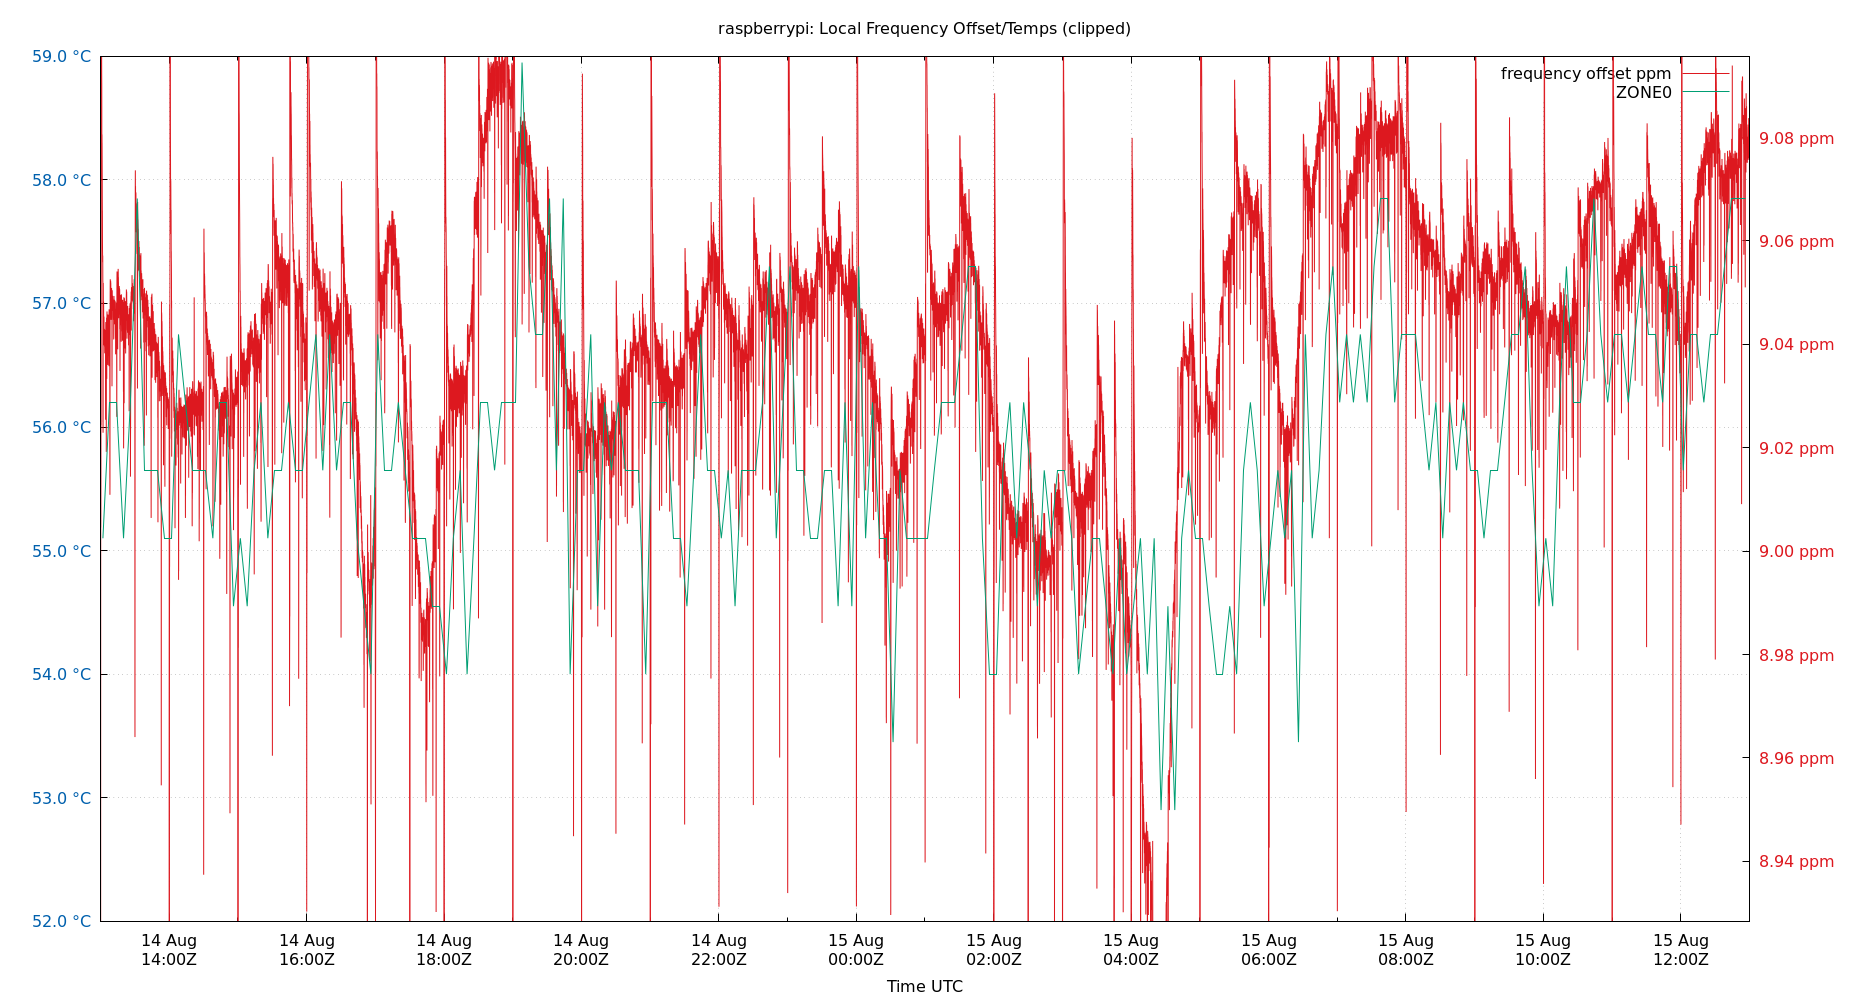 raspberrypi: Local Frequency Offset/Temps (clipped)
frequency offset ppm
ZONE0
59.0 °C
58.0 °C
57.0 °C
56.0 °C
55.0 °C
54.0 °C
53.0 °C
52.0 °C
9.08 ppm
9.06 ppm
9.04 ppm
9.02 ppm
9.00 ppm
8.98 ppm
8.96 ppm
8.94 ppm
14 Aug 14 Aug 14 Aug 14 Aug 14 Aug 15 Aug 15 Aug 15 Aug 15 Aug 15 Aug 15 Aug 15 Aug
14:00Z 16:00Z 18:00Z 20:00Z 22:00Z 00:00Z 02:00Z 04:00Z 06:00Z 08:00Z 10:00Z 12:00Z
Time UTC